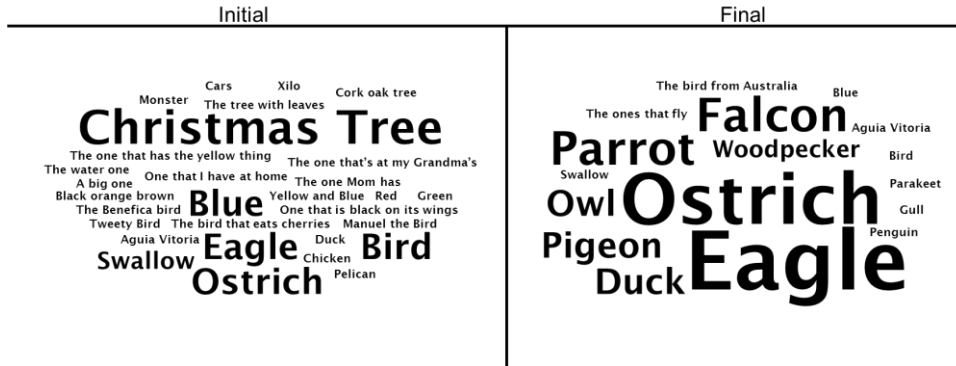 Initial
Final
Cars
Xilo
Cork oak tree
Monster
The tree with leaves
Christmas Tree
The one that has the yellow thing
The one that's at my Grandma's
The water one
One that I have at home
The one Mom has
A big one
Black orange brown
Blue
Yellow and Blue
Red
Green
The Benefica bird
One that is black on its wings
Tweety Bird
The bird that eats cherries
Manuel the Bird
Aguia Vitoria
Eagle
Duck
Bird
Swallow
Chicken
Ostrich
Pelican
The bird from Australia
Blue
The ones that fly
Falcon
Aguia Vitoria
Parrot
Woodpecker
Bird
Swallow
Ostrich
Parakeet
Owl
Gull
Penguin
Pigeon
Eagle
Duck